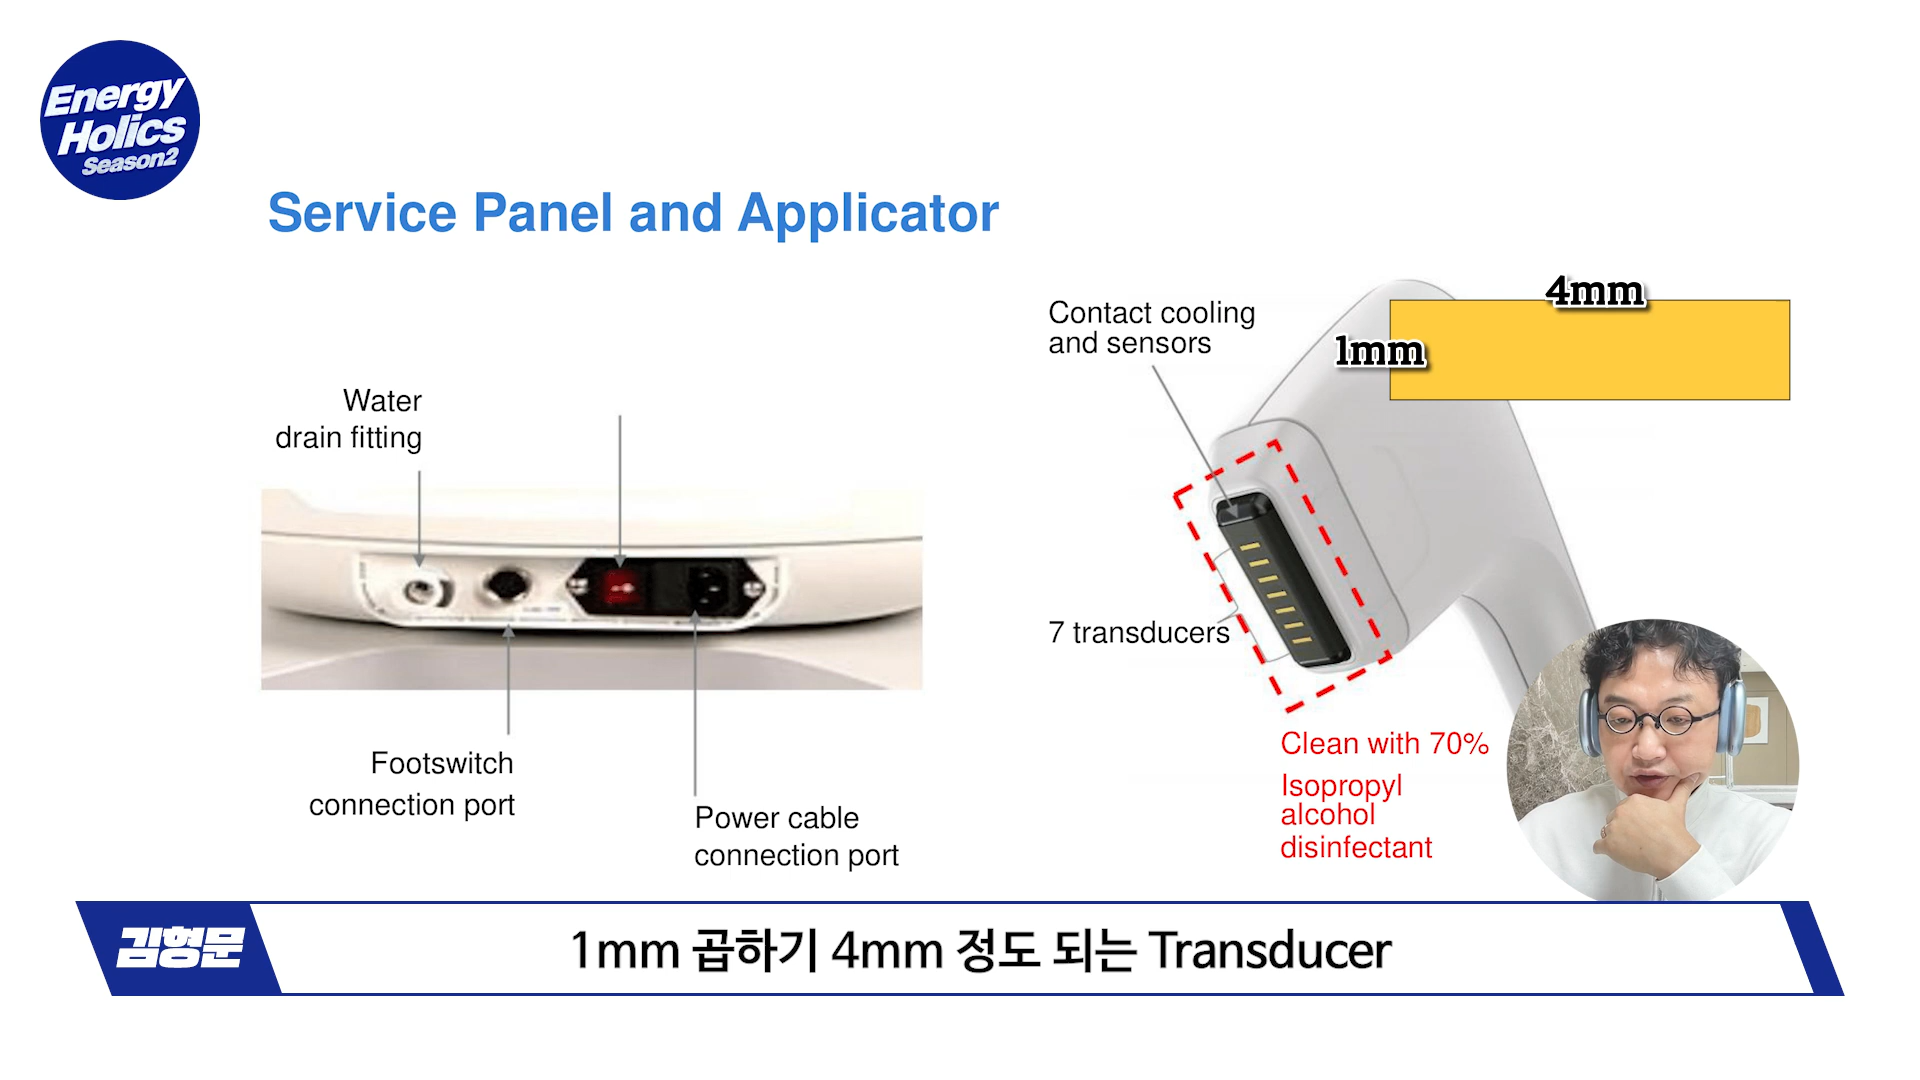 Energy
Holics
Season2
Service Panel and Applicator
Water
drain fitting
Footswitch
connection port
Power cable
connection port
Contact cooling
and sensors
4mm
1mm
7 transducers
Clean with 70%
Isopropyl
alcohol
disinfectant
김형문
1mm 곱하기 4mm 정도 되는 Transducer